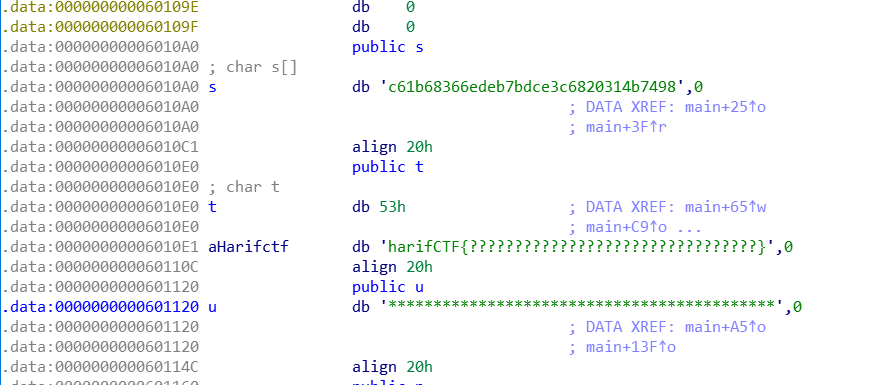 .data:000000000060109E db 0
.data:000000000060109F db 0
.data:00000000006010A0 public s
.data:00000000006010A0 ; char s[]
.data:00000000006010A0 s db 'c61b68366edeb7bdce3c6820314b7498',0
.data:00000000006010A0 ; DATA XREF: main+25↑o
.data:00000000006010A0 ; main+3F↑r
.data:00000000006010C1 align 20h
.data:00000000006010E0 public t
.data:00000000006010E0 ; char t
.data:00000000006010E0 t db 53h ; DATA XREF: main+65↑w
.data:00000000006010E0 ; main+C9↑o ...
.data:00000000006010E1 aHarifctf db 'harifCTF{????????????????????????????????}',0
.data:000000000060110C align 20h
.data:0000000000601120 public u
.data:0000000000601120 u db '*******************************************',0
.data:0000000000601120 ; DATA XREF: main+A5↑o
.data:0000000000601120 ; main+13F↑o
.data:000000000060114C align 20h